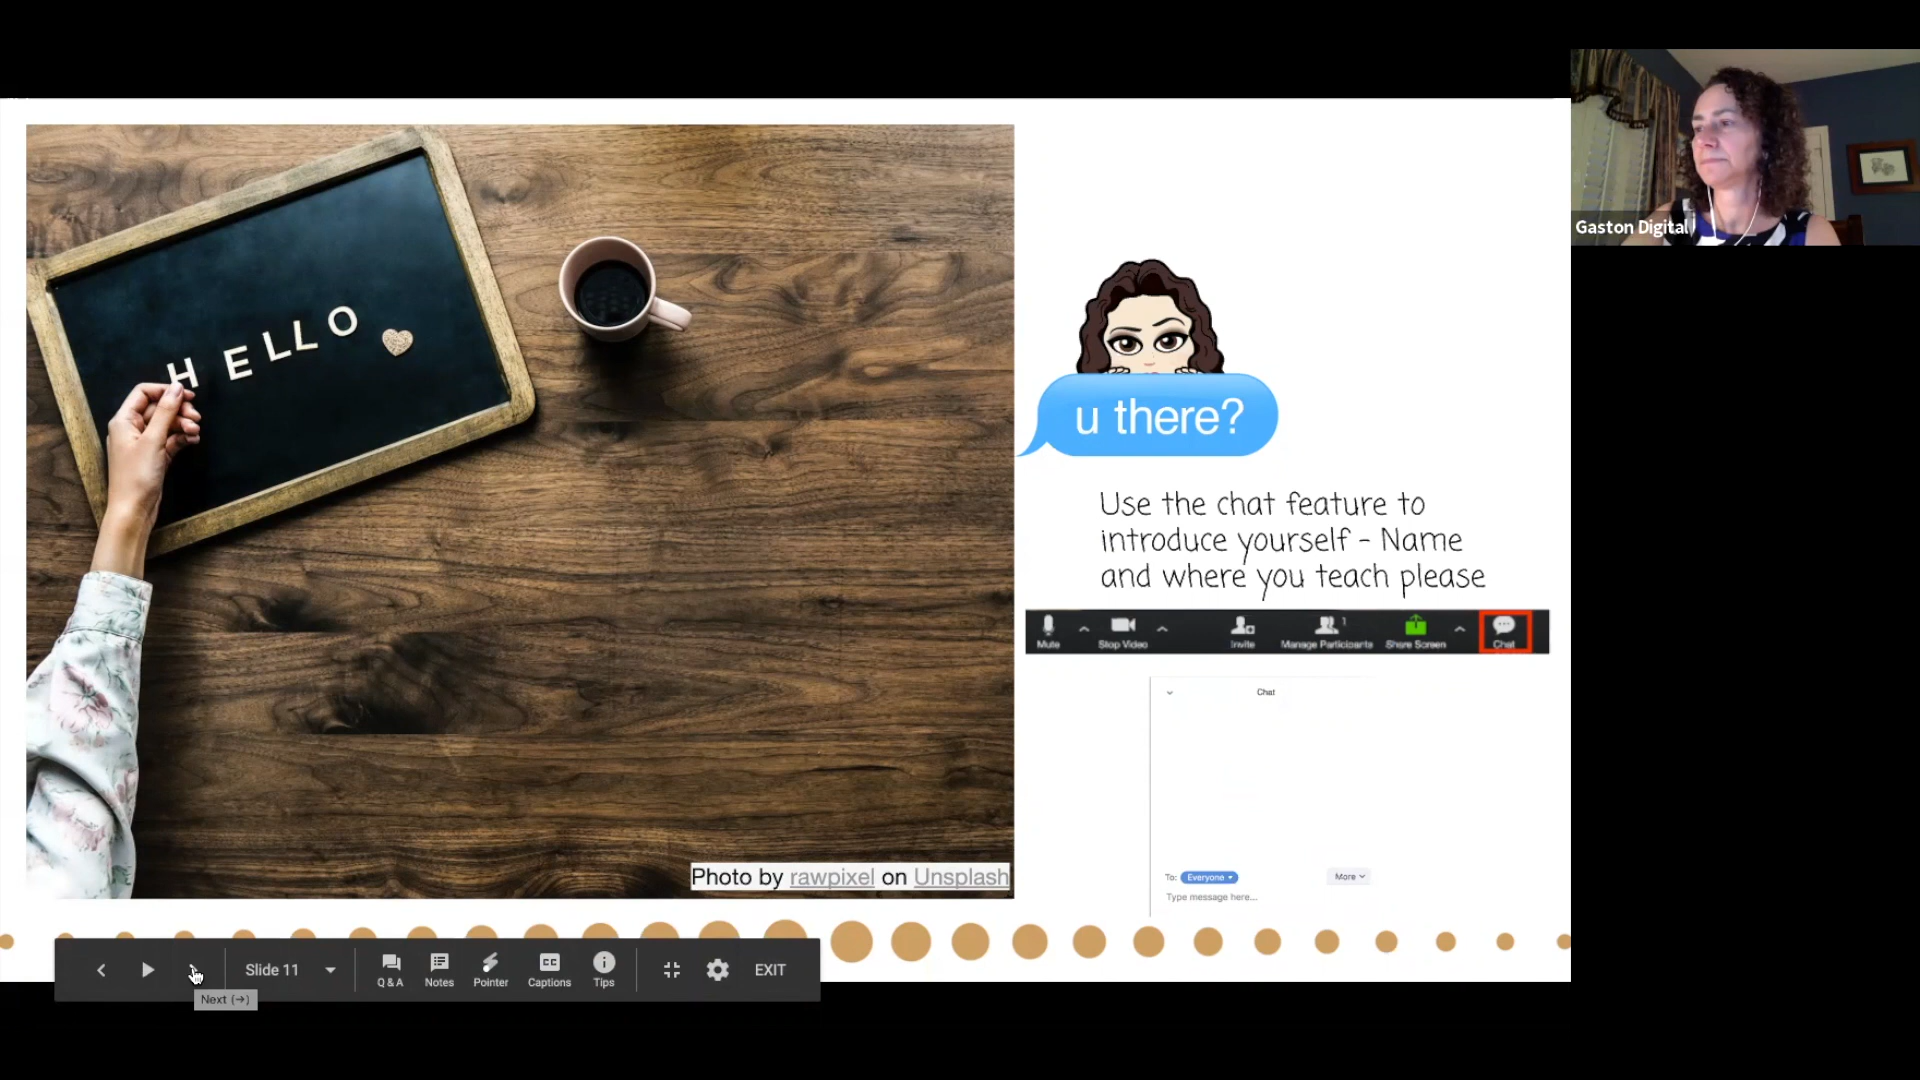 HELLO
Gaston Digital
u there?
Use the chat feature to
introduce yourself - Name
and where you teach please
Mute
Stop Video
Invite
1
Manage Participants
Share Screen
Chat
Chat
To: Everyone
More
Type message here...
Photo by rawpixel on Unsplash
Slide 11
Q & A
Notes
Pointer
CC
Captions
Tips
EXIT
Next (→)